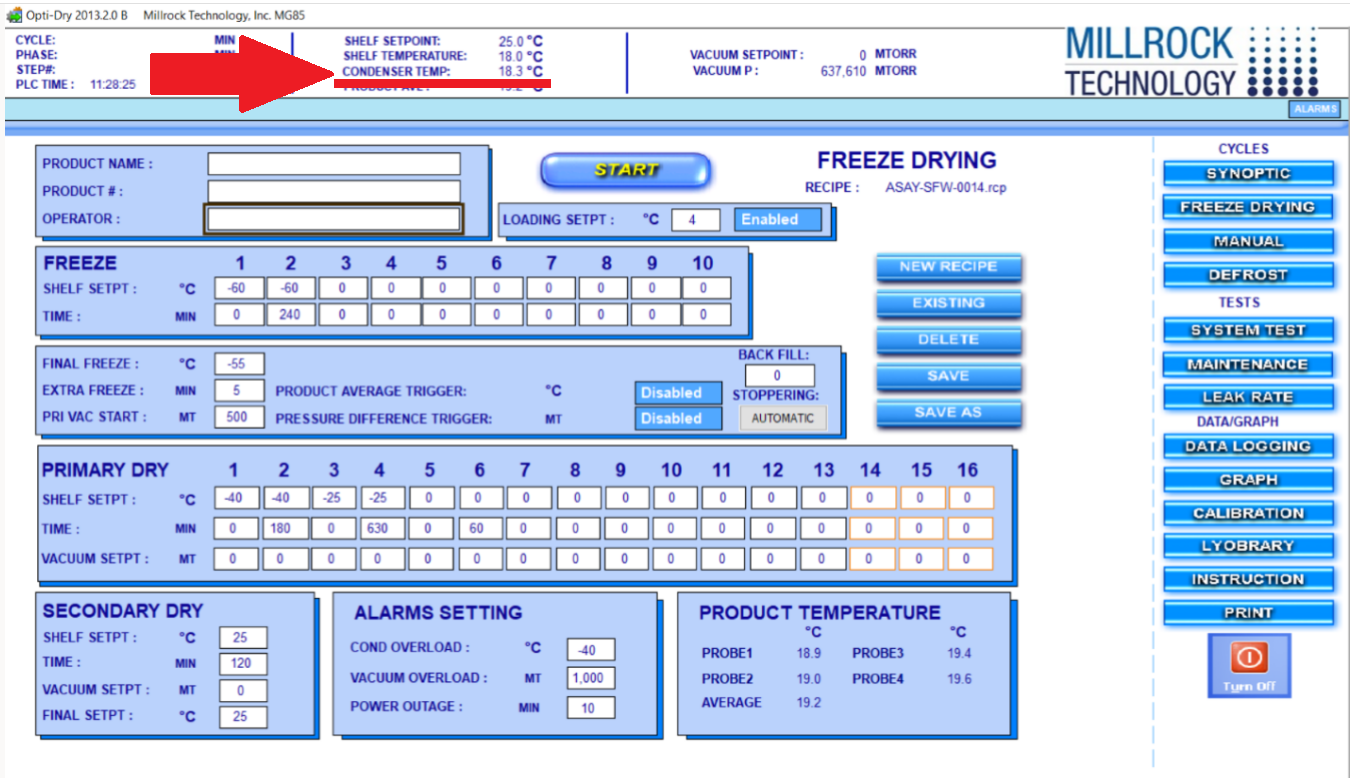 Opti-Dry 2013.2.0 B Millrock Technology, Inc. MG85
CYCLE: MIN
PHASE: MIN
STEP#:
PLC TIME : 11:28:25
SHELF SETPOINT: 25.0 °C
SHELF TEMPERATURE: 18.0 °C
CONDENSER TEMP: 18.3 °C
PRODUCT AVE : 19.2 °C
VACUUM SETPOINT : 0 MTORR
VACUUM P : 637,610 MTORR
MILLROCK
TECHNOLOGY
ALARMS
PRODUCT NAME :
PRODUCT # :
OPERATOR :
START
FREEZE DRYING
RECIPE : ASAY-SFW-0014.rcp
LOADING SETPT : °C 4 Enabled
FREEZE 1 2 3 4 5 6 7 8 9 10
SHELF SETPT : °C -60 -60 0 0 0 0 0 0 0 0
TIME : MIN 0 240 0 0 0 0 0 0 0 0
NEW RECIPE
EXISTING
DELETE
SAVE
SAVE AS
FINAL FREEZE : °C -55
EXTRA FREEZE : MIN 5 PRODUCT AVERAGE TRIGGER: °C Disabled
PRI VAC START : MT 500 PRESSURE DIFFERENCE TRIGGER: MT Disabled
BACK FILL:
0
STOPPERING:
AUTOMATIC
PRIMARY DRY 1 2 3 4 5 6 7 8 9 10 11 12 13 14 15 16
SHELF SETPT : °C -40 -40 -25 -25 0 0 0 0 0 0 0 0 0 0 0 0
TIME : MIN 0 180 0 630 0 60 0 0 0 0 0 0 0 0 0 0
VACUUM SETPT : MT 0 0 0 0 0 0 0 0 0 0 0 0 0 0 0 0
SECONDARY DRY
SHELF SETPT : °C 25
TIME : MIN 120
VACUUM SETPT : MT 0
FINAL SETPT : °C 25
ALARMS SETTING
COND OVERLOAD : °C -40
VACUUM OVERLOAD : MT 1,000
POWER OUTAGE : MIN 10
PRODUCT TEMPERATURE
°C °C
PROBE1 18.9 PROBE3 19.4
PROBE2 19.0 PROBE4 19.6
AVERAGE 19.2
CYCLES
SYNOPTIC
FREEZE DRYING
MANUAL
DEFROST
TESTS
SYSTEM TEST
MAINTENANCE
LEAK RATE
DATA/GRAPH
DATA LOGGING
GRAPH
CALIBRATION
LYOBRARY
INSTRUCTION
PRINT
Turn Off